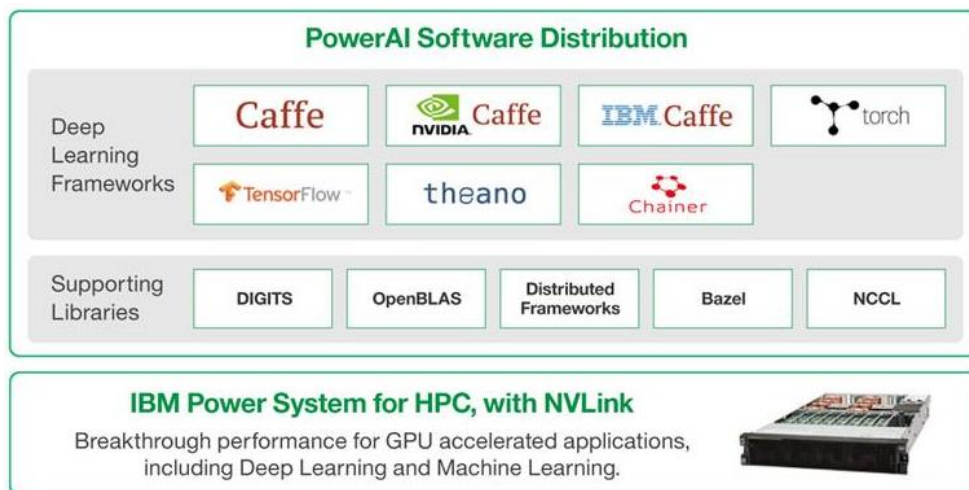 PowerAI Software Distribution
Deep
Learning
Frameworks
Caffe
NVIDIA. Caffe
IBM. Caffe
torch
TensorFlow™
theano
Chainer
Supporting
Libraries
DIGITS
OpenBLAS
Distributed
Frameworks
Bazel
NCCL
IBM Power System for HPC, with NVLink
Breakthrough performance for GPU accelerated applications,
including Deep Learning and Machine Learning.